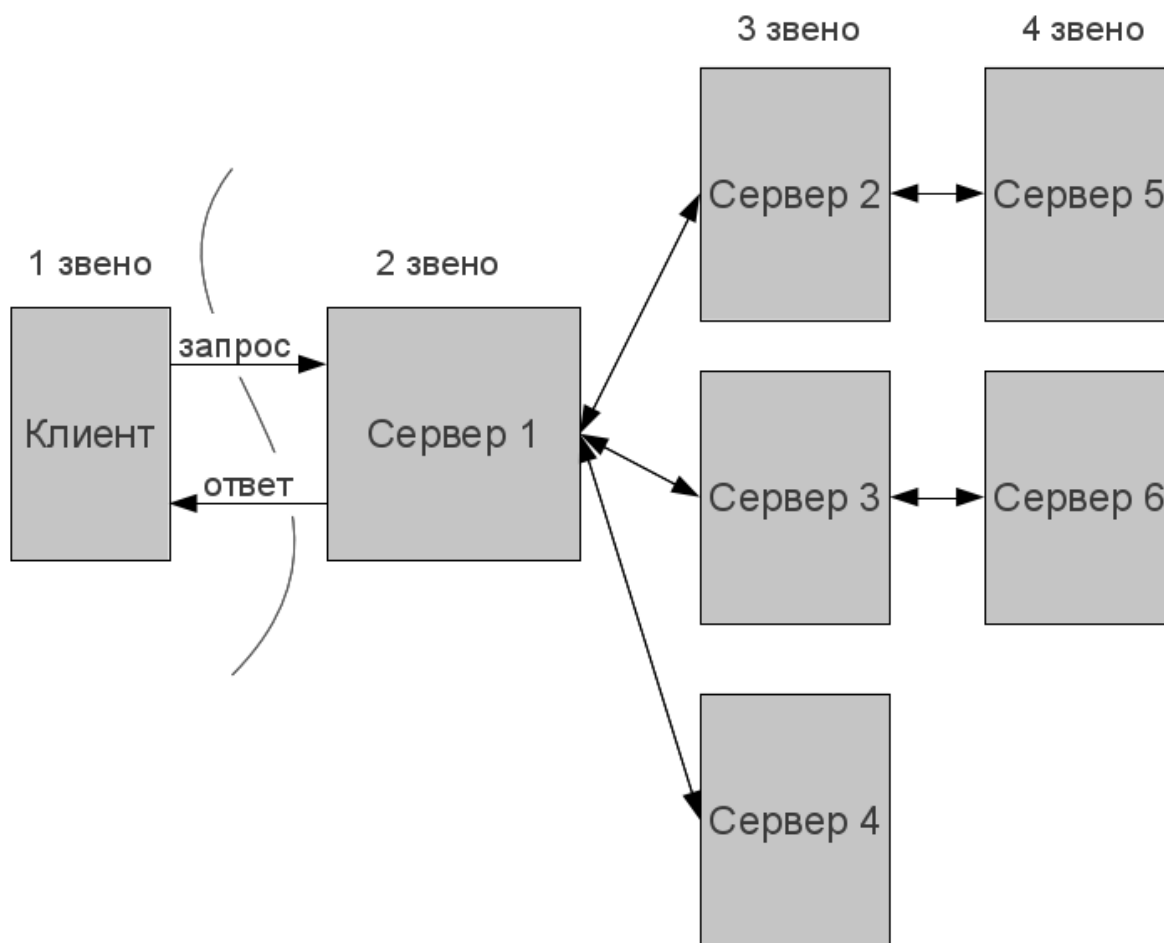 3 звено
4 звено
Сервер 2
Сервер 5
1 звено
2 звено
запрос
Клиент
Сервер 1
ответ
Сервер 3
Сервер 6
Сервер 4